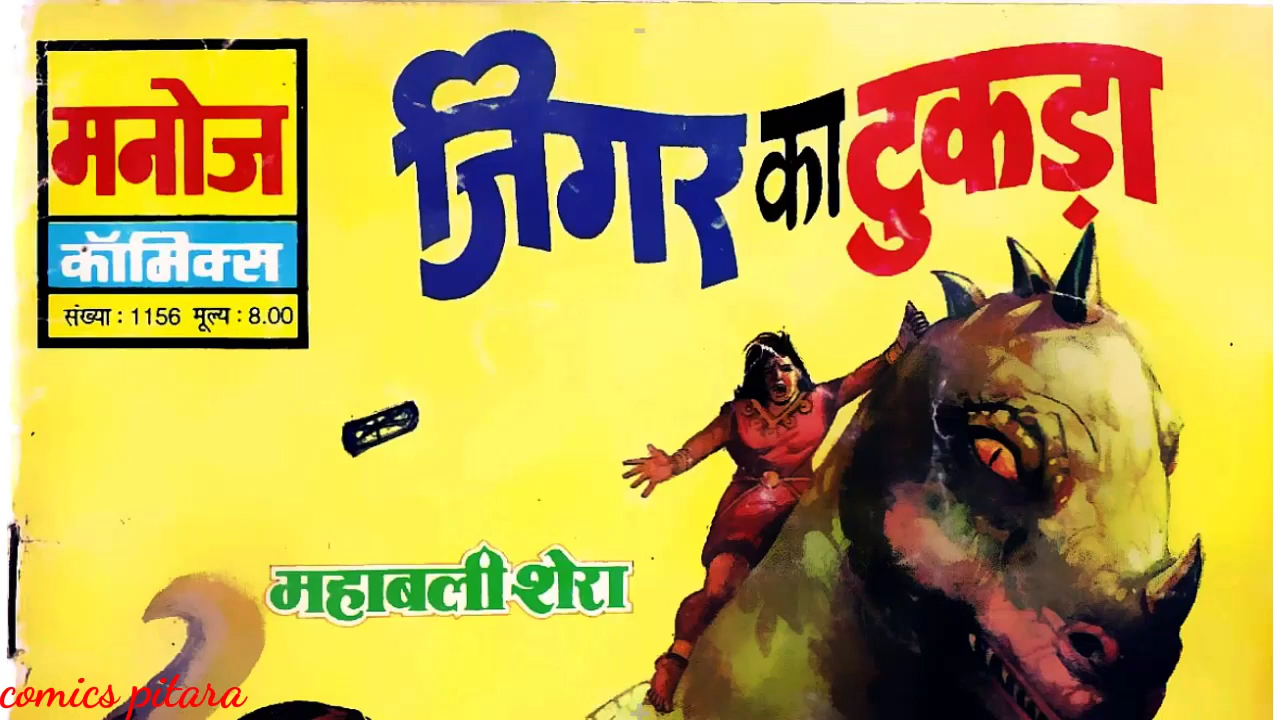 मनोज
कॉमिक्स
संख्या : 1156 मूल्य : 8.00
जिगर का टुकड़ा
महाबली शेरा
comics pitara